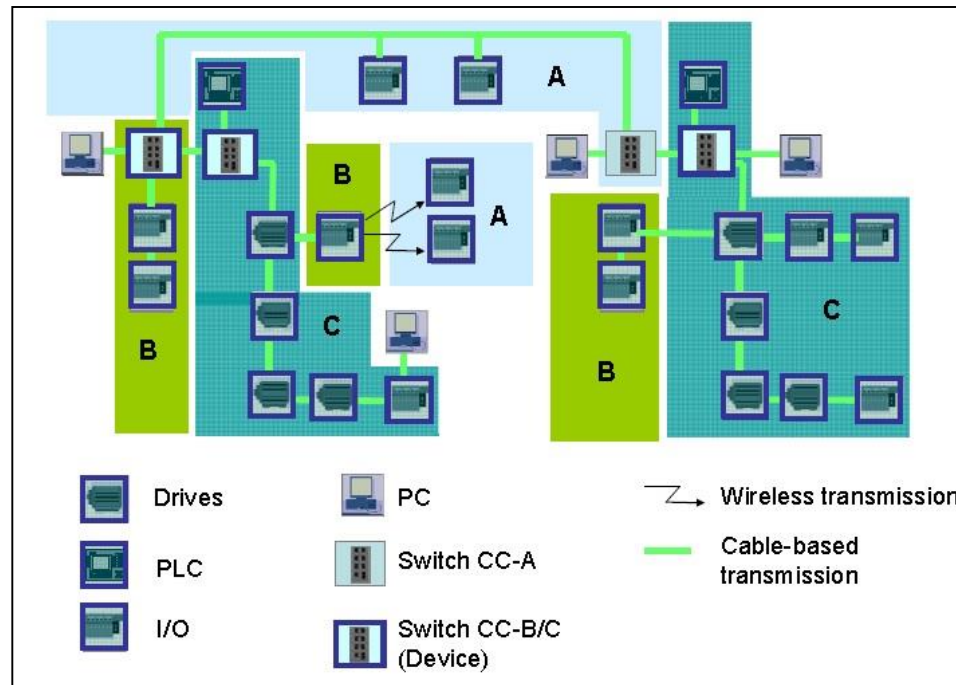 A
B
A
B
C
B
C
Drives
PC
Wireless transmission
PLC
Switch CC-A
Cable-based
transmission
I/O
Switch CC-B/C
(Device)